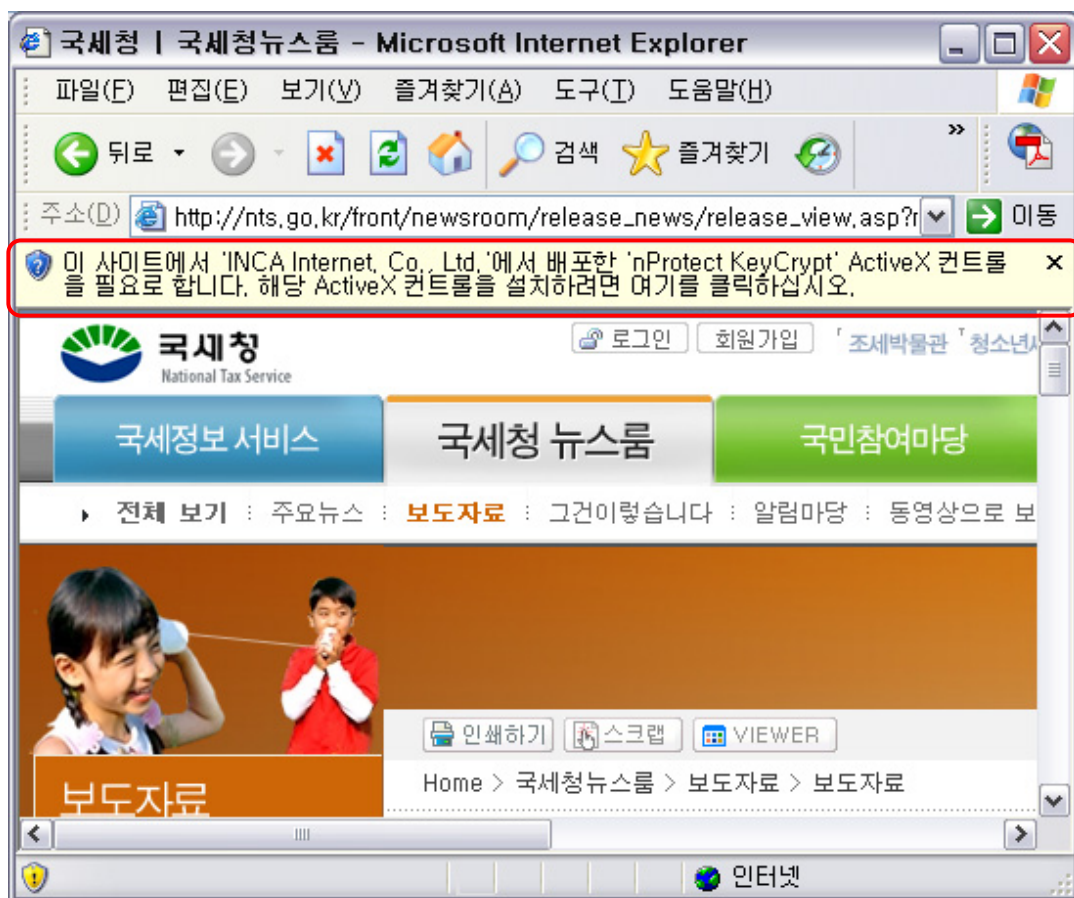 국세청 | 국세청뉴스룸 - Microsoft Internet Explorer
파일(F) 편집(E) 보기(V) 즐겨찾기(A) 도구(T) 도움말(H)
뒤로 검색 즐겨찾기 »
주소(D) http://nts.go.kr/front/newsroom/release_news/release_view.asp?r 이동
이 사이트에서 'INCA Internet, Co., Ltd.'에서 배포한 'nProtect KeyCrypt' ActiveX 컨트롤
을 필요로 합니다. 해당 ActiveX 컨트롤을 설치하려면 여기를 클릭하십시오.
국세청
National Tax Service
로그인 회원가입 조세박물관 청소년
국세정보 서비스 국세청 뉴스룸 국민참여마당
전체 보기 : 주요뉴스 : 보도자료 : 그건이렇습니다 : 알림마당 : 동영상으로 보
인쇄하기 스크랩 VIEWER
Home > 국세청뉴스룸 > 보도자료 > 보도자료
보도자료
인터넷